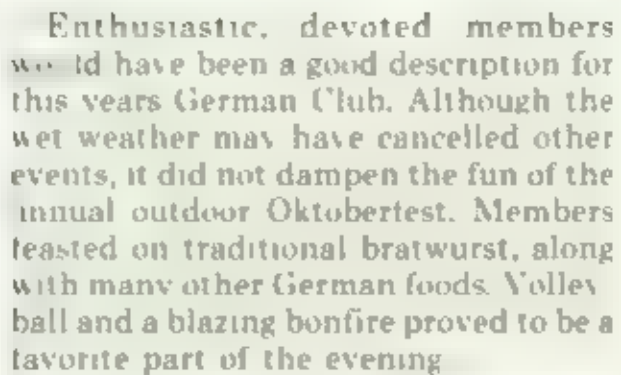 Enthusiastic, devoted members
would have been a good description for
this years German Club. Although the
wet weather may have cancelled other
events, it did not dampen the fun of the
annual outdoor Oktoberfest. Members
feasted on traditional bratwurst, along
with many other German foods. Volley
ball and a blazing bonfire proved to be a
favorite part of the evening